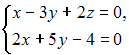 x − 3y + 2z = 0,
2x + 5y − 4 = 0